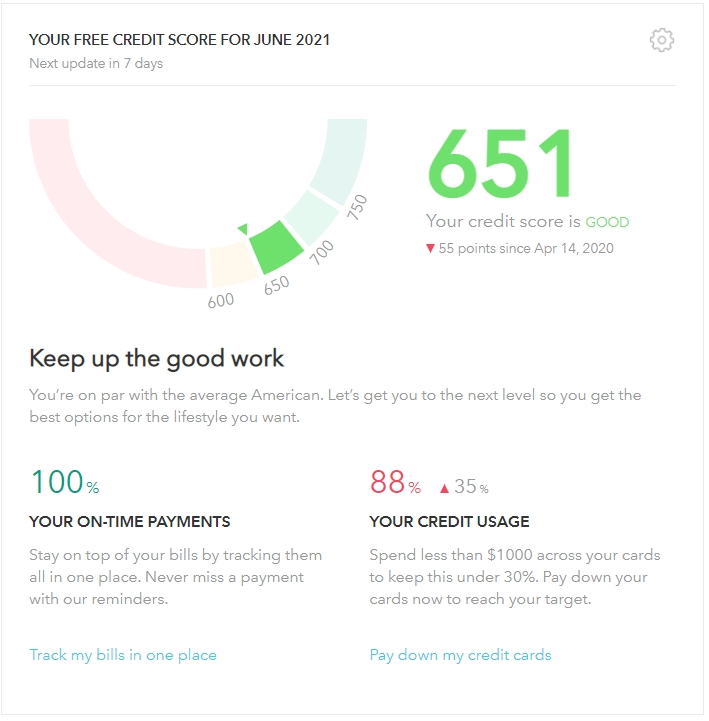 YOUR FREE CREDIT SCORE FOR JUNE 2021
Next update in 7 days
600
650
700
750
651
Your credit score is GOOD
▼ 55 points since Apr 14, 2020
Keep up the good work
You're on par with the average American. Let's get you to the next level so you get the
best options for the lifestyle you want.
100%
YOUR ON-TIME PAYMENTS
Stay on top of your bills by tracking them
all in one place. Never miss a payment
with our reminders.
Track my bills in one place
88% ▲ 35%
YOUR CREDIT USAGE
Spend less than $1000 across your cards
to keep this under 30%. Pay down your
cards now to reach your target.
Pay down my credit cards